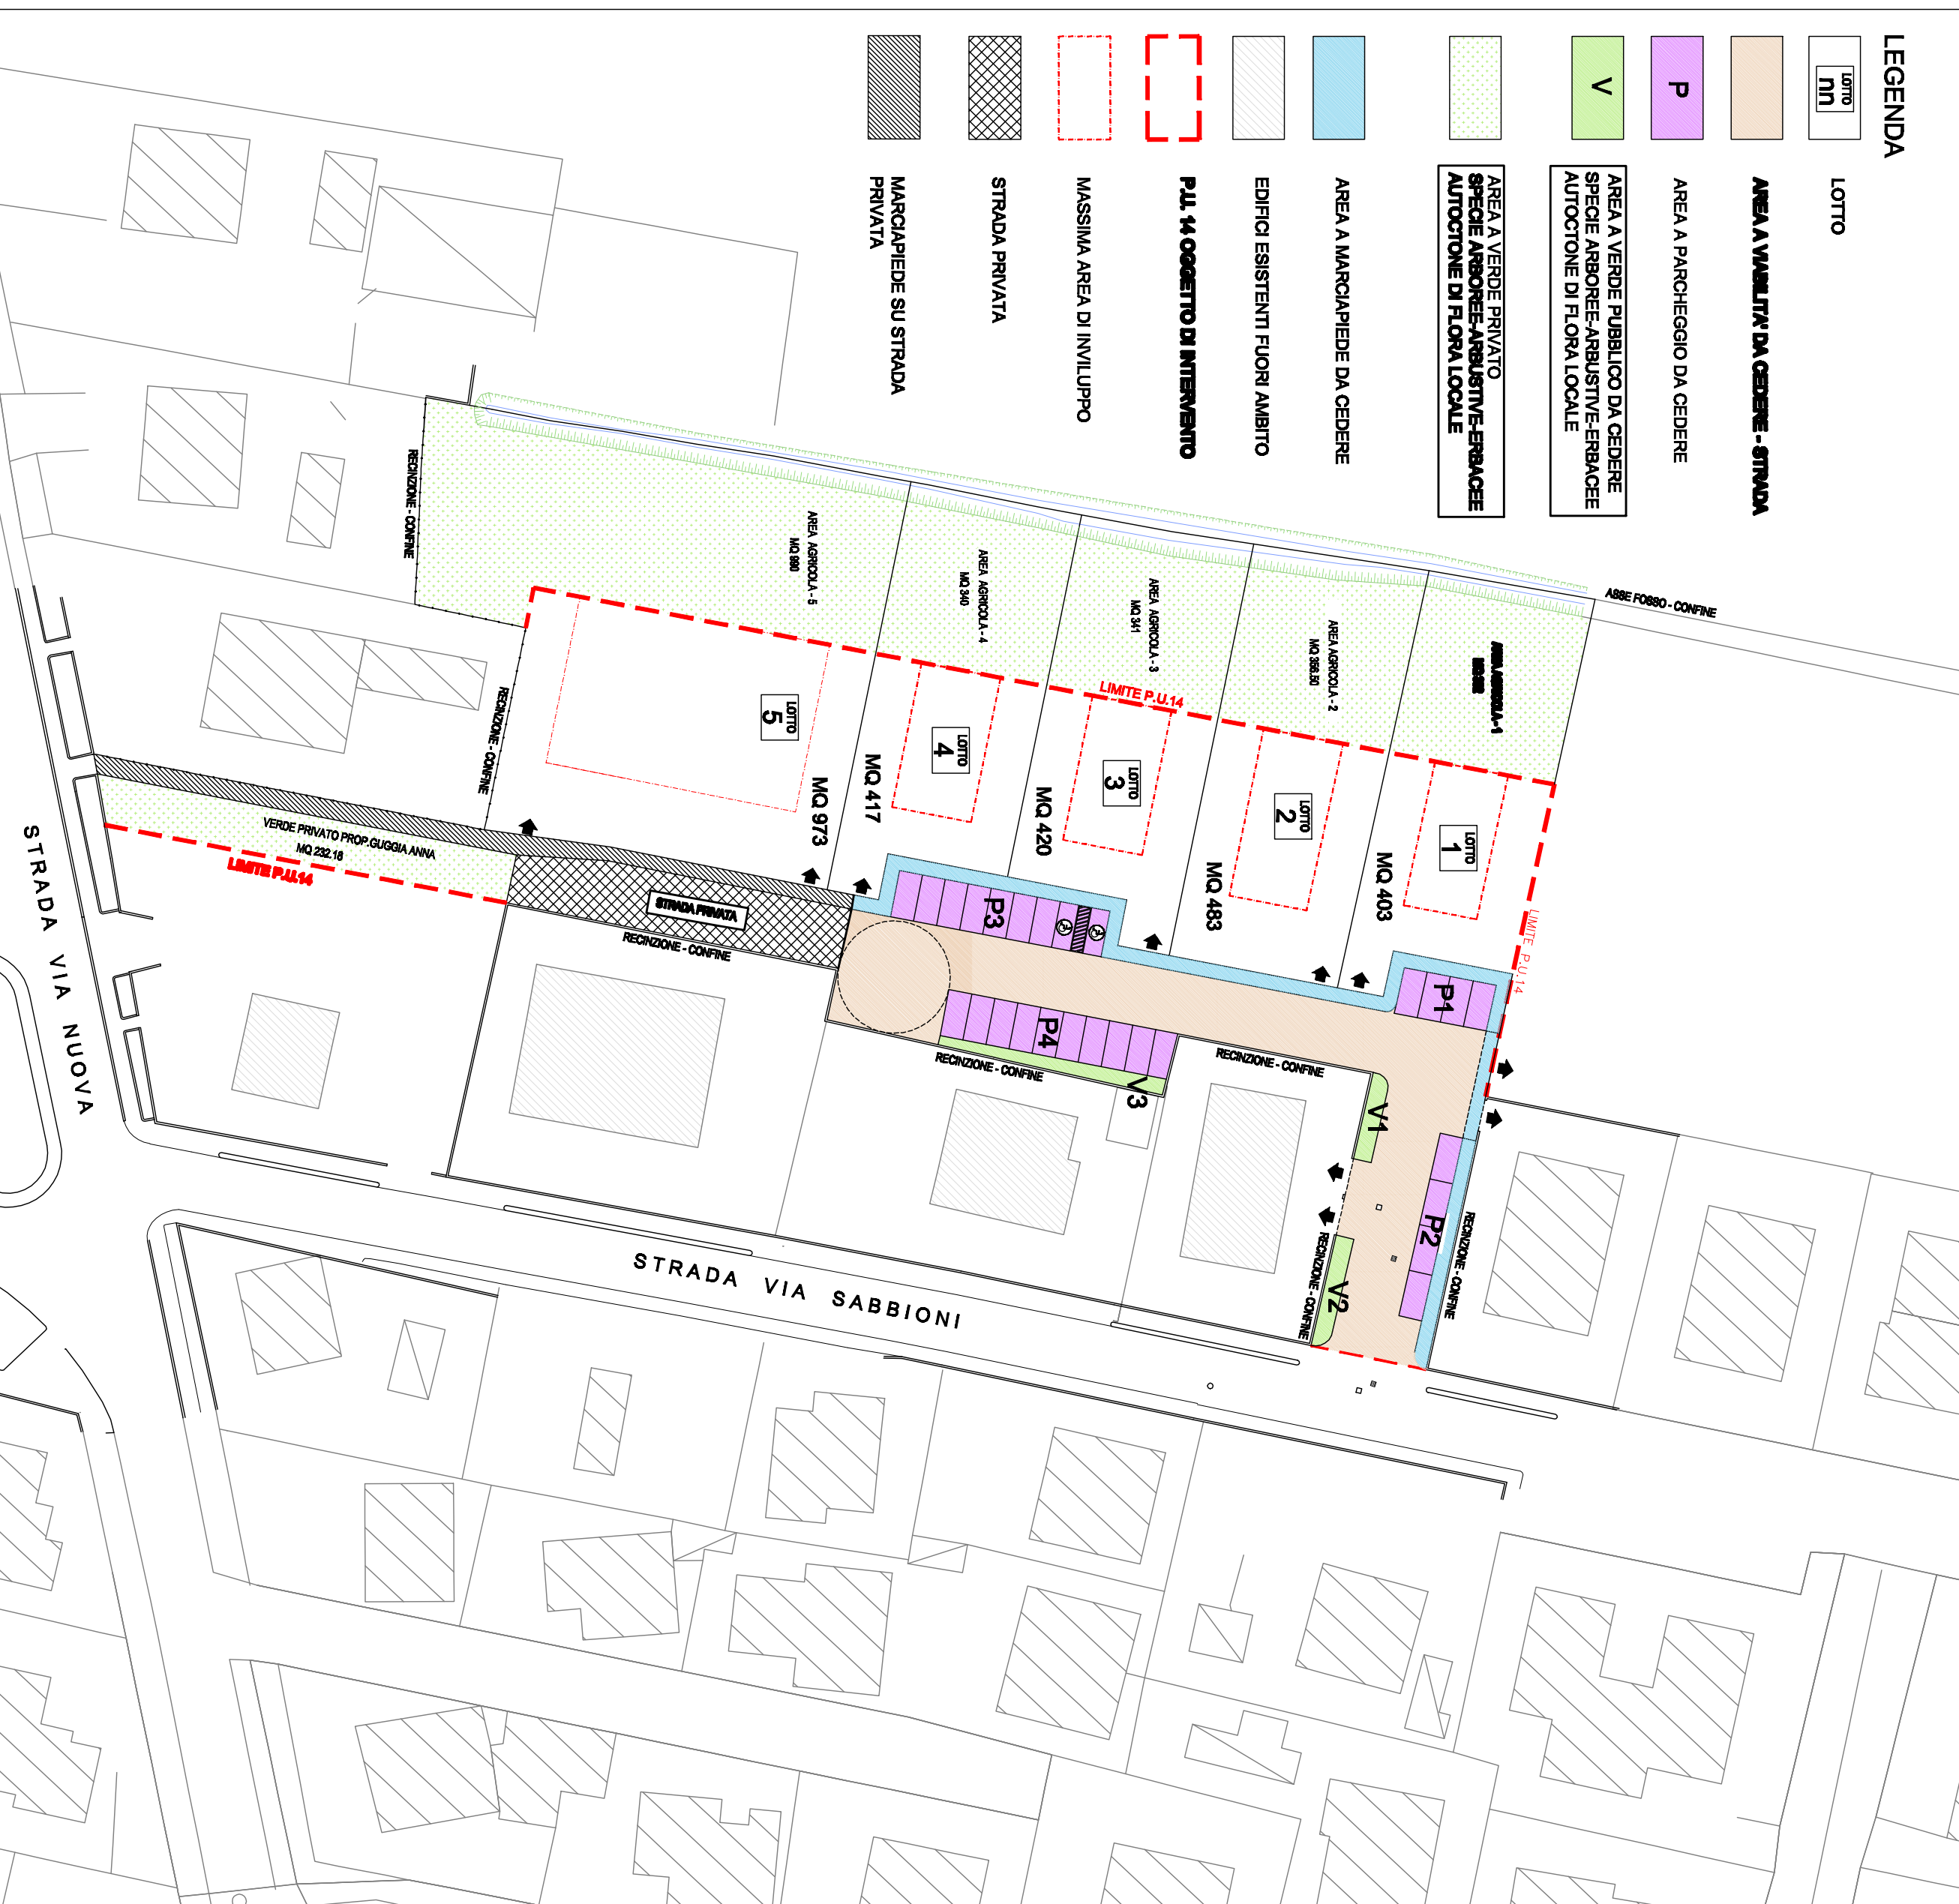 LEGENDA
LOTTO
nn
LOTTO
AREA A VIABILITA' DA CEDERE - STRADA
P
AREA A PARCHEGGIO DA CEDERE
V
AREA A VERDE PUBBLICO DA CEDERE
SPECIE ARBOREE-ARBUSTIVE-ERBACEE
AUTOCTONE DI FLORA LOCALE
AREA A VERDE PRIVATO
SPECIE ARBOREE-ARBUSTIVE-ERBACEE
AUTOCTONE DI FLORA LOCALE
AREA A MARCIAPIEDE DA CEDERE
EDIFICI ESISTENTI FUORI AMBITO
P.U. 14 OGGETTO DI INTERVENTO
MASSIMA AREA DI INVILUPPO
STRADA PRIVATA
MARCIAPIEDE SU STRADA
PRIVATA
ASSE FOSSO - CONFINE
AREA AGRICOLA - 2
AREA AGRICOLA - 3
MQ 341
AREA AGRICOLA - 4
MQ 340
AREA AGRICOLA - 5
MQ 990
RECINZIONE - CONFINE
LIMITE P.U.14
LIMITE P.U.14
LOTTO
1
MQ 403
LOTTO
2
MQ 483
LOTTO
3
MQ 420
LOTTO
4
MQ 417
LOTTO
5
MQ 973
RECINZIONE - CONFINE
P1
P2
P3
P4
V1
V2
V3
RECINZIONE - CONFINE
RECINZIONE - CONFINE
RECINZIONE - CONFINE
RECINZIONE - CONFINE
RECINZIONE - CONFINE
STRADA PRIVATA
VERDE PRIVATO PROP.GUGGIA ANNA
MQ 232.18
LIMITE P.U.14
STRADA VIA NUOVA
STRADA VIA SABBIONI